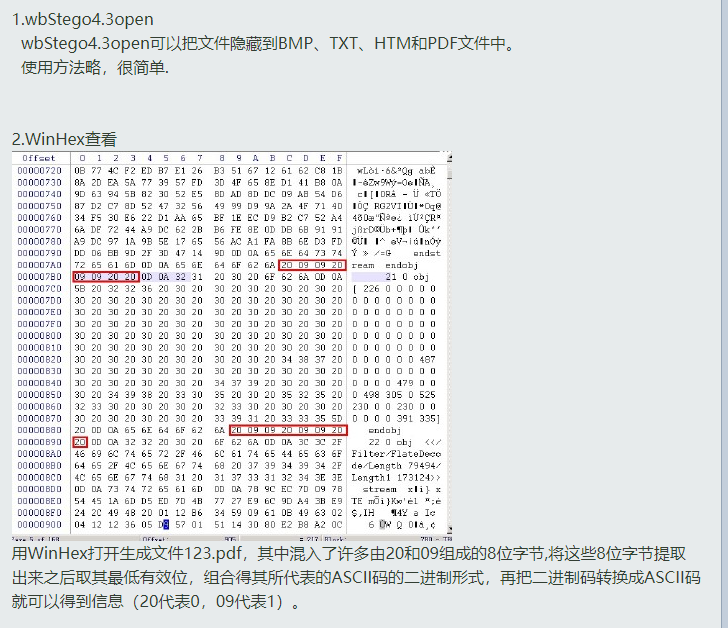 1.wbStego4.3open
wbStego4.3open可以把文件隐藏到BMP、TXT、HTM和PDF文件中。
使用方法略，很简单.
2.WinHex查看
Offset 0 1 2 3 4 5 6 7 8 9 A B C D E F
00000720 0B 77 4C F2 ED B7 E1 26 B3 51 67 12 61 62 C8 1B
00000730 8A 2D EA 5A 77 39 57 FD 3D 4F 65 8E D1 41 B8 0A
00000740 9D 63 94 5B 82 30 52 E5 8D AD 8D DC 09 AB 54 D6
00000750 87 D2 C7 8D 52 47 32 56 49 99 D9 9A 2A 4F 71 40
00000760 34 F5 30 E6 22 D1 AA 65 BF 1E EC D9 B2 C7 52 A4
00000770 6A DF 72 44 A9 DC 62 2B B6 FE 8E 0D DB 6B 91 91
00000780 A9 DC 97 1A 9B 5E 17 65 56 AC A1 FA 8B 6E D3 FD
00000790 DD 06 BB 9D 2F 3D 47 14 9D 0D 0A 65 6E 64 73 74 endst
000007A0 72 65 61 6D 0D 0A 65 6E 64 6F 62 6A 20 09 09 20 ream endobj
000007B0 09 09 20 20 0D 0A 32 31 20 30 20 6F 62 6A 0D 0A 21 0 obj
000007C0 5B 20 32 32 36 20 30 20 30 20 30 20 30 20 30 20 [ 226 0 0 0 0 0
000007D0 30 20 30 20 30 20 30 20 30 20 30 20 30 20 30 20 0 0 0 0 0 0 0 0
000007E0 30 20 30 20 30 20 30 20 30 20 30 20 30 20 30 20 0 0 0 0 0 0 0 0
000007F0 30 20 30 20 30 20 30 20 30 20 30 20 30 20 30 20 0 0 0 0 0 0 0 0
00000800 30 20 30 20 30 20 30 20 30 20 30 20 30 20 30 20 0 0 0 0 0 0 0 0
00000810 30 20 30 20 30 20 30 20 30 20 30 20 30 20 30 20 0 0 0 0 0 0 0 0
00000820 30 20 30 20 30 20 30 20 30 20 30 20 34 38 37 20 0 0 0 0 0 0 487
00000830 30 20 30 20 30 20 30 20 30 20 30 20 30 20 30 20 0 0 0 0 0 0 0 0
00000840 30 20 30 20 30 20 30 20 34 37 39 20 30 20 30 20 0 0 0 0 479 0 0
00000850 30 20 34 39 38 20 33 30 35 20 30 20 35 32 35 20 0 498 305 0 525
00000860 32 33 30 20 30 20 30 20 32 33 30 20 30 20 30 20 230 0 0 230 0 0
00000870 30 20 30 20 30 20 30 20 33 39 31 20 33 33 35 5D 0 0 0 0 391 335]
00000880 20 0D 0A 65 6E 64 6F 62 6A 20 09 09 20 09 09 20 endobj
00000890 20 0D 0A 32 32 20 30 20 6F 62 6A 0D 0A 3C 3C 2F 22 0 obj <</
000008A0 46 69 6C 74 65 72 2F 46 6C 61 74 65 44 65 63 6F Filter/FlateDeco
000008B0 64 65 2F 4C 65 6E 67 74 68 20 37 39 34 39 34 2F de/Length 79494/
000008C0 4C 65 6E 67 74 68 31 20 31 37 33 31 32 34 3E 3E Length1 173124>>
000008D0 0D 0A 73 74 72 65 61 6D 0D 0A 78 9C EC 7D 09 78 stream
000008E0 54 45 1A 6D D5 ED 7D 4B 77 27 E9 6C 9D A4 3B E9
000008F0 24 2C 49 48 20 01 12 B6 34 59 09 61 0B 49 63 02
00000900 04 12 12 36 05 D9 57 01 51 14 30 80 E2 B8 A2 0C
用WinHex打开生成文件123.pdf，其中混入了许多由20和09组成的8位字节,将这些8位字节提取
出来之后取其最低有效位，组合得其所代表的ASCII码的二进制形式，再把二进制码转换成ASCII码
就可以得到信息（20代表0，09代表1）。